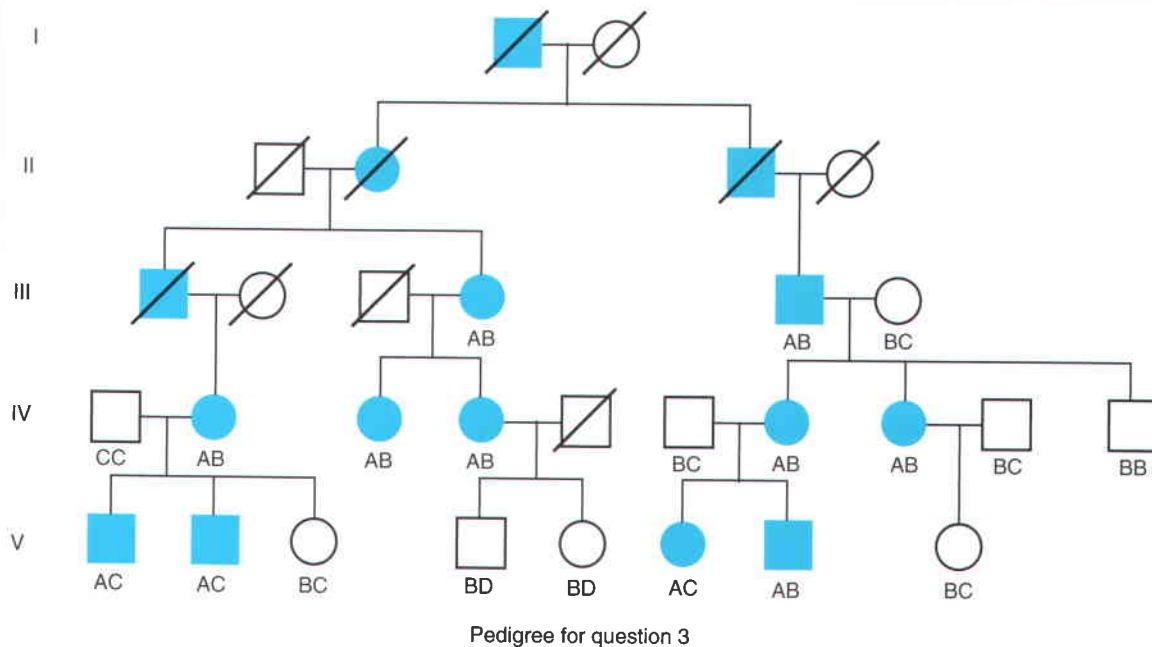 I
II
III
AB
AB BC
IV
CC AB AB AB BC AB AB BC BB
V
AC AC BC BD BD AC AB BC
Pedigree for question 3